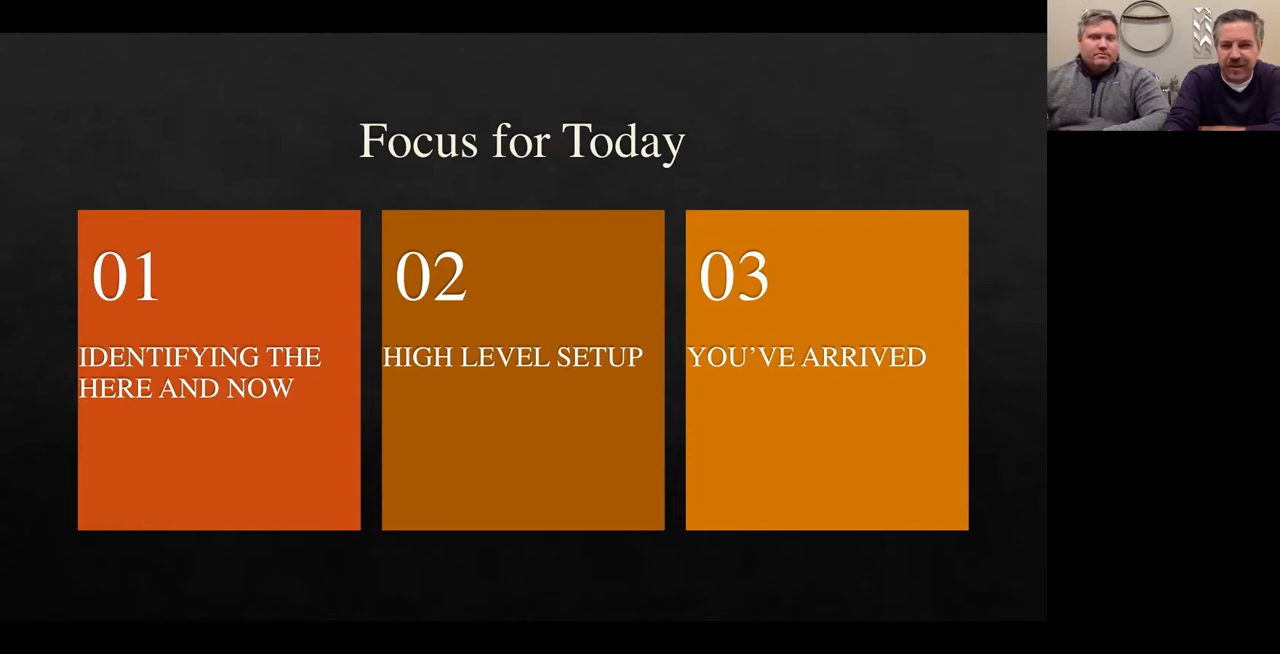 Focus for Today
01
IDENTIFYING THE
HERE AND NOW
02
HIGH LEVEL SETUP
03
YOU’VE ARRIVED